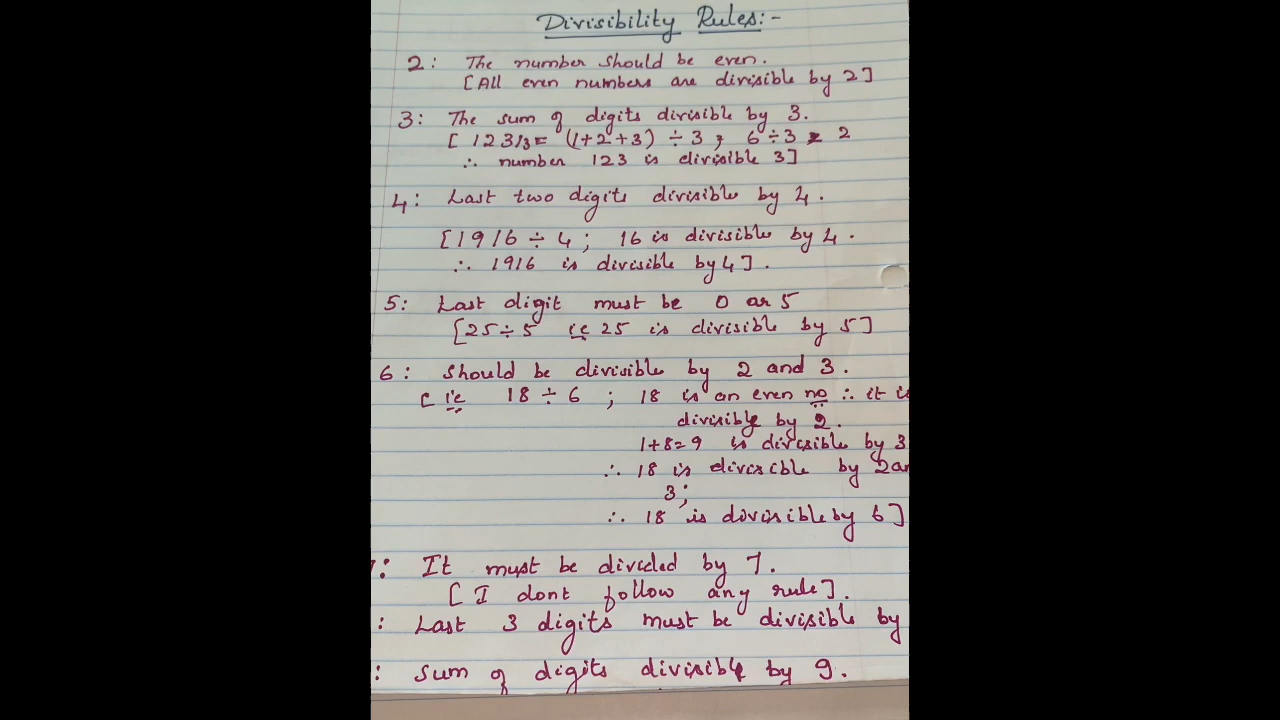 Divisibility Rules:-
2: The number should be even.
[All even numbers are divisible by 2]
3: The sum of digits divisible by 3.
[ 123/3= (1+2+3) ÷ 3, 6÷3 = 2
∴ number 123 is divisible 3]
4: Last two digits divisible by 4.
[1916 ÷ 4; 16 is divisible by 4.
∴ 1916 is divisible by 4].
5: Last digit must be 0 or 5
[25÷5 ie 25 is divisible by 5]
6: Should be divisible by 2 and 3.
[ ie 18 ÷ 6 ; 18 is an even no ∴ it is
divisible by 2.
1+8=9 is divisible by 3
∴ 18 is divisible by 2 an
3;
∴ 18 is divisible by 6]
: It must be divided by 7.
[I dont follow any rule].
: Last 3 digits must be divisible by
: Sum of digits divisible by 9.